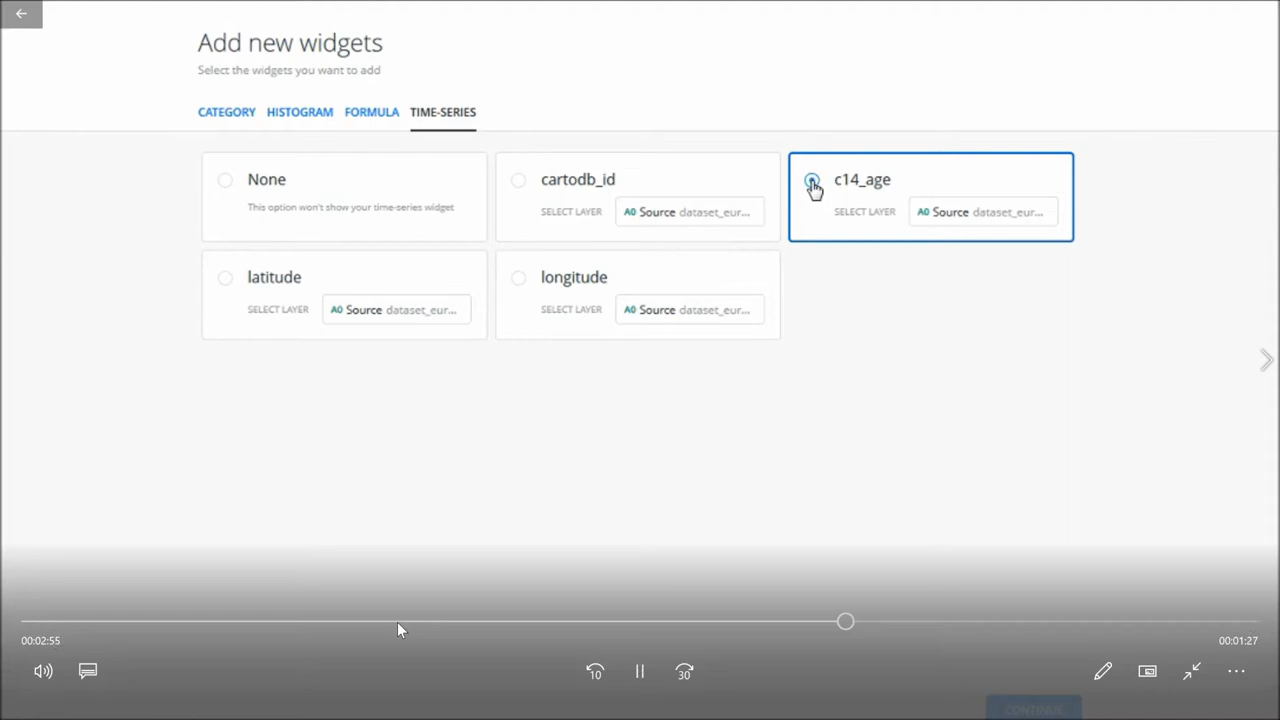 Add new widgets
Select the widgets you want to add
CATEGORY HISTOGRAM FORMULA TIME-SERIES
None
This option won't show your time-series widget
cartodb_id
SELECT LAYER A0 Source dataset_eur...
c14_age
SELECT LAYER A0 Source dataset_eur...
latitude
SELECT LAYER A0 Source dataset_eur...
longitude
SELECT LAYER A0 Source dataset_eur...
00:02:55
00:01:27
10
30
CONTINUE